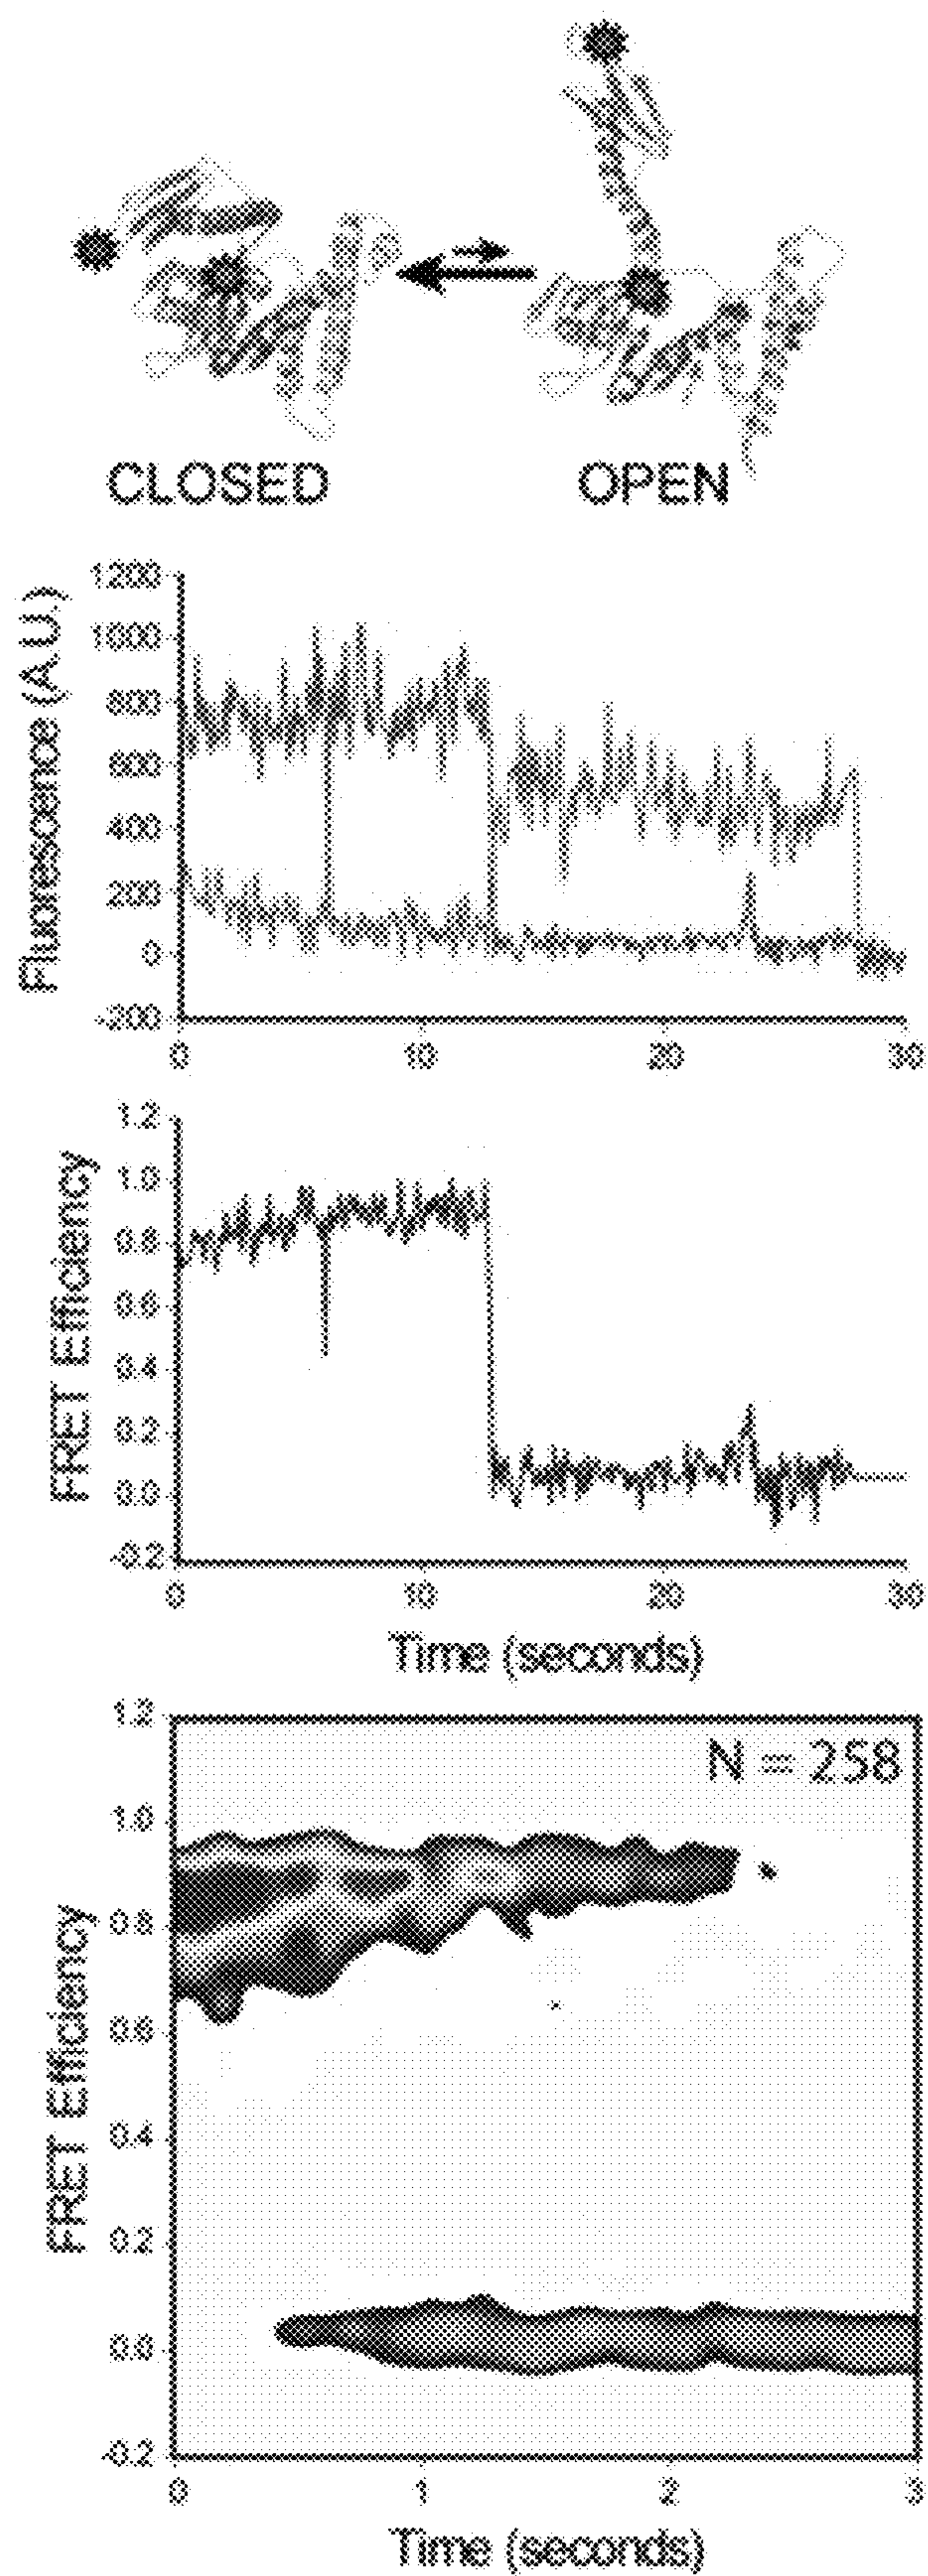 CLOSED OPEN
Fluorescence (A.U.)
1200
1000
800
600
400
200
0
-200
0 10 20 30
FRET Efficiency
1.2
1.0
0.8
0.6
0.4
0.2
0.0
-0.2
0 10 20 30
Time (seconds)
FRET Efficiency
1.2
1.0
0.8
0.6
0.4
0.2
0.0
-0.2
N = 258
0 1 2 3
Time (seconds)